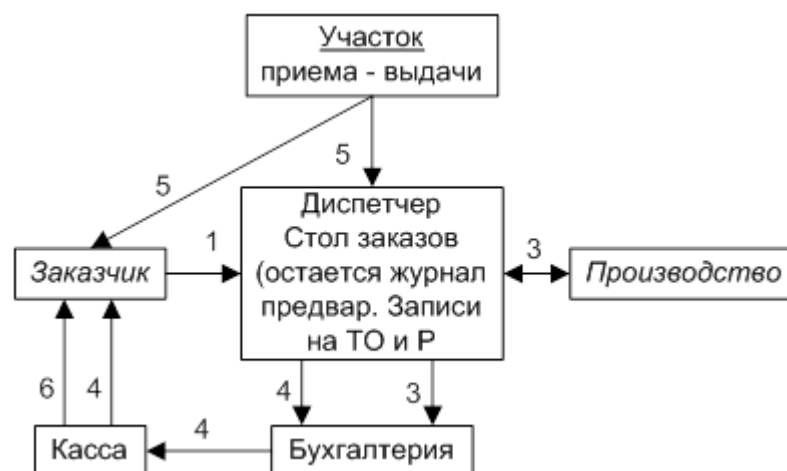 Участок
приема - выдачи
5
5
Диспетчер
Стол заказов
(остается журнал
предвар. Записи
на ТО и Р
1
3
Заказчик
Производство
6
4
4
3
4
Касса
Бухгалтерия